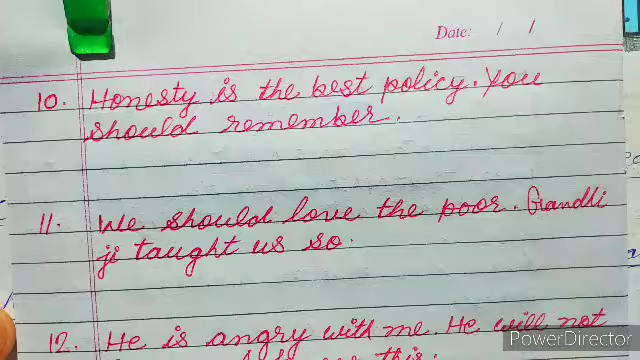 Date: / /
10. Honesty is the best policy. You
should remember.
11. We should love the poor. Gandhi
ji taught us so.
12. He is angry with me. He will not
this.
PowerDirector